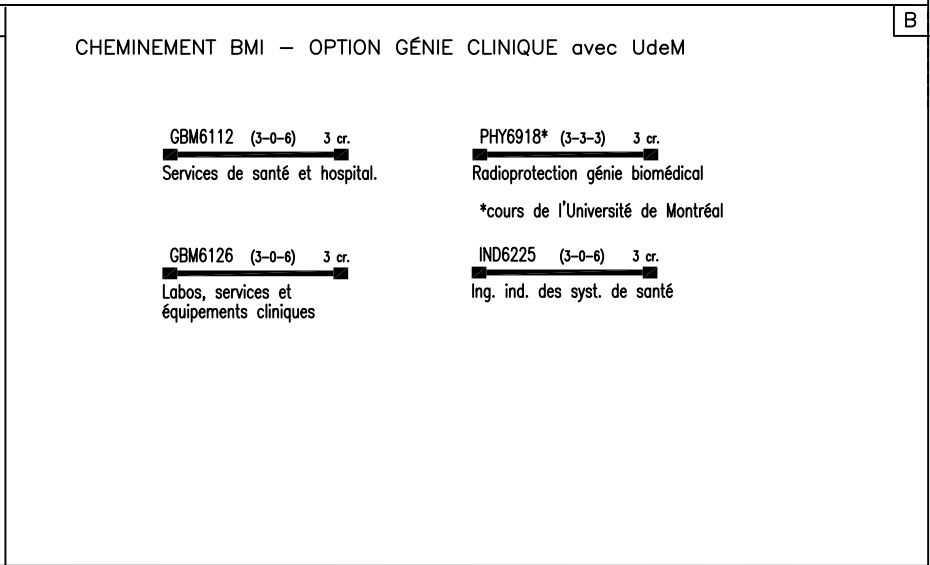 B
CHEMINEMENT BMI – OPTION GÉNIE CLINIQUE avec UdeM
GBM6112 (3–0–6) 3 cr.
Services de santé et hospital.
PHY6918* (3–3–3) 3 cr.
Radioprotection génie biomédical
*cours de l'Université de Montréal
GBM6126 (3–0–6) 3 cr.
Labos, services et
équipements cliniques
IND6225 (3–0–6) 3 cr.
Ing. ind. des syst. de santé